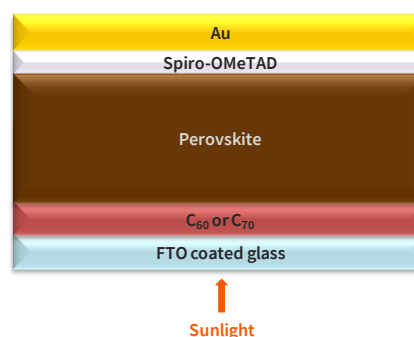 Au
Spiro-OMeTAD
Perovskite
C₆₀ or C₇₀
FTO coated glass
Sunlight